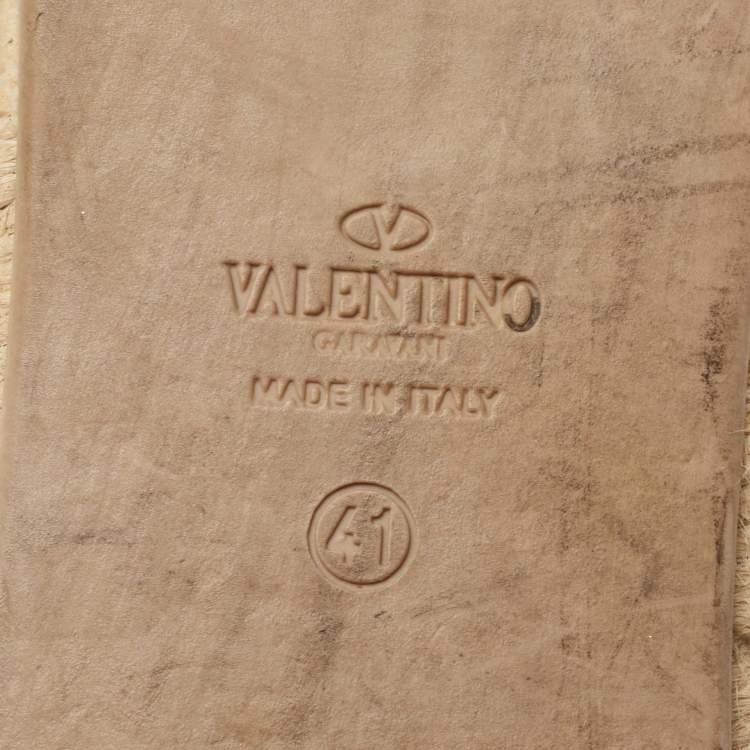 V
VALENTINO
GARAVANI
MADE IN ITALY
41